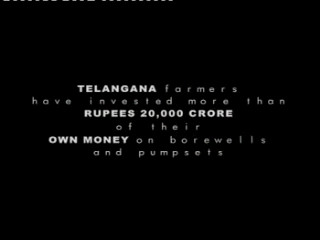 TELANGANA farmers
have invested more than
RUPEES 20,000 CRORE
of their
OWN MONEY on borewells
and pumpsets